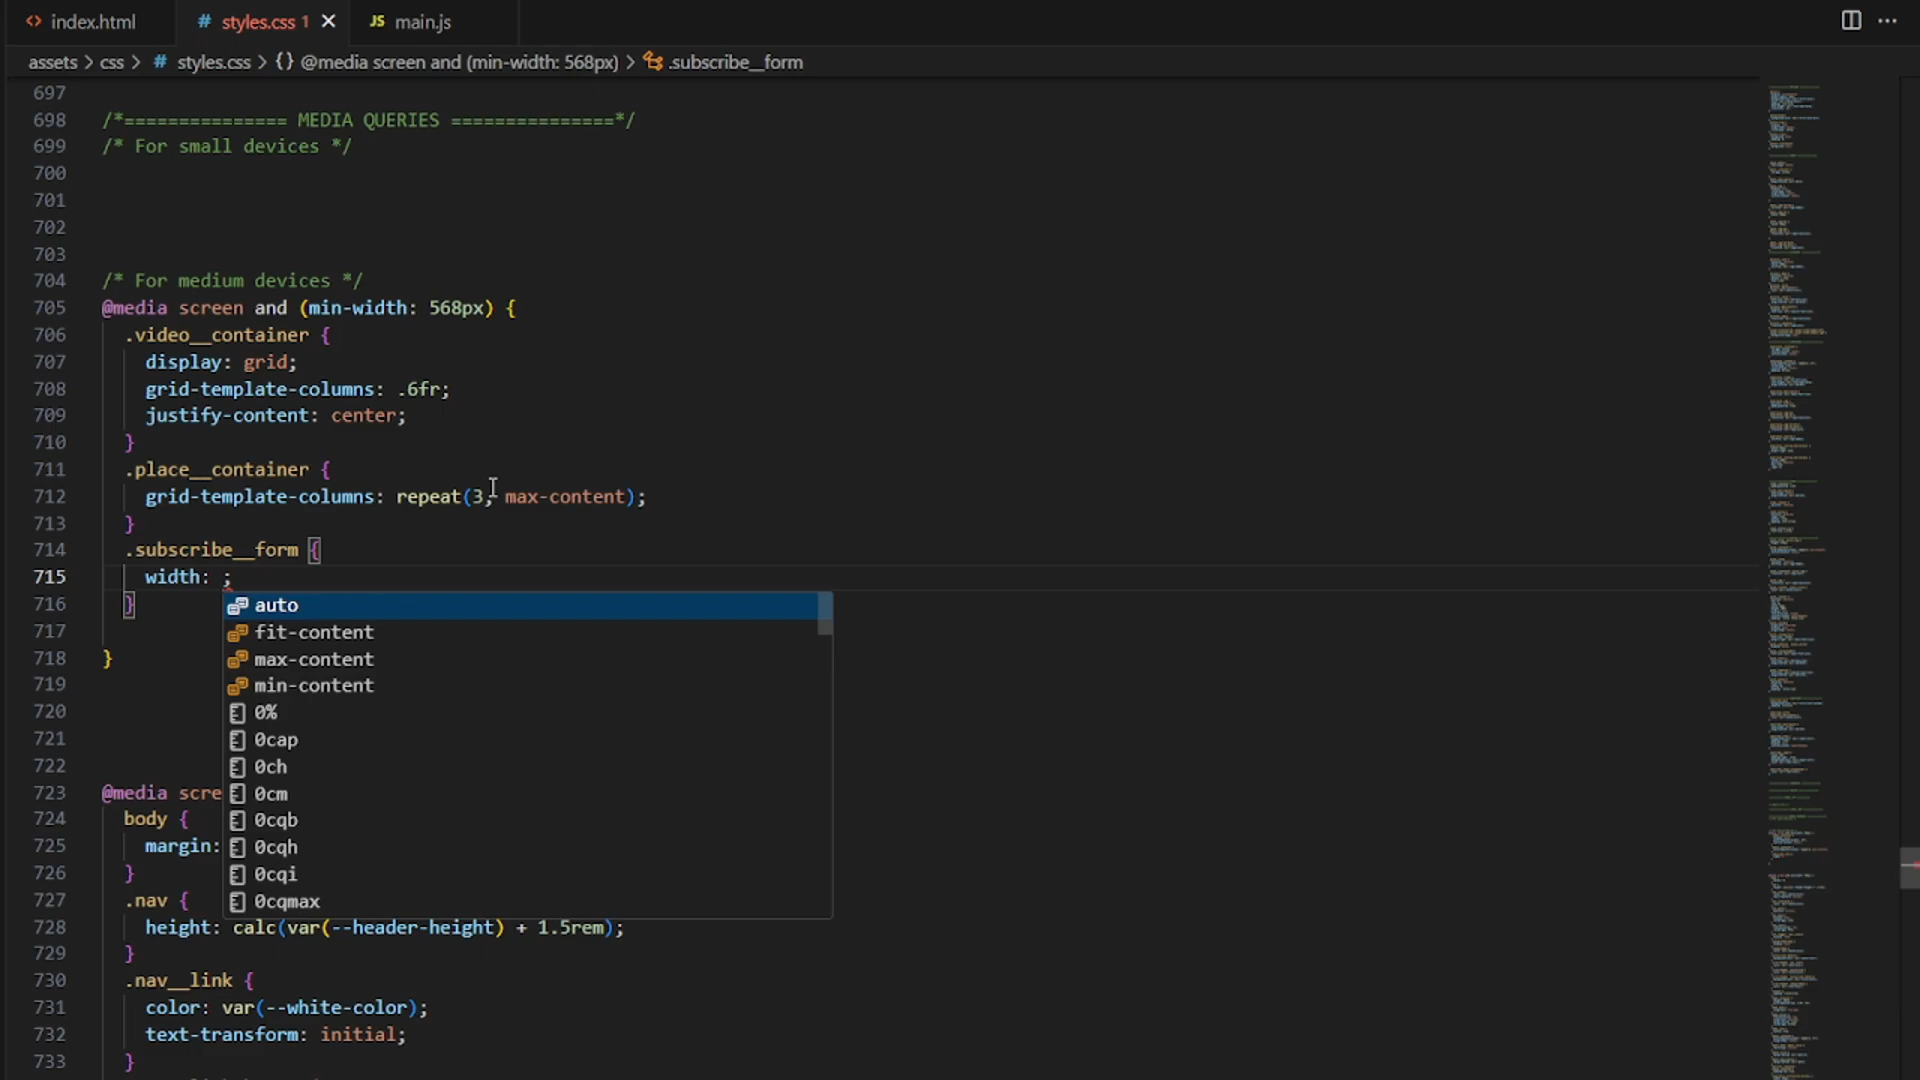 index.html
styles.css 1
JS main.js
assets > css > # styles.css > {} @media screen and (min-width: 568px) > .subscribe__form
697
698 /*=============== MEDIA QUERIES ===============*/
699 /* For small devices */
700
701
702
703
704 /* For medium devices */
705 @media screen and (min-width: 568px) {
706 .video__container {
707 display: grid;
708 grid-template-columns: .6fr;
709 justify-content: center;
710 }
711 .place__container {
712 grid-template-columns: repeat(3, max-content);
713 }
714 .subscribe__form {
715 width: ;
716 }
auto
717
fit-content
718 }
max-content
719
min-content
720
0%
721
0cap
722
0ch
723 @media scre
0cm
724 body {
0cqb
725 margin:
0cqh
726 }
0cqi
727 .nav {
0cqmax
728 height: calc(var(--header-height) + 1.5rem);
729 }
730 .nav__link {
731 color: var(--white-color);
732 text-transform: initial;
733 }